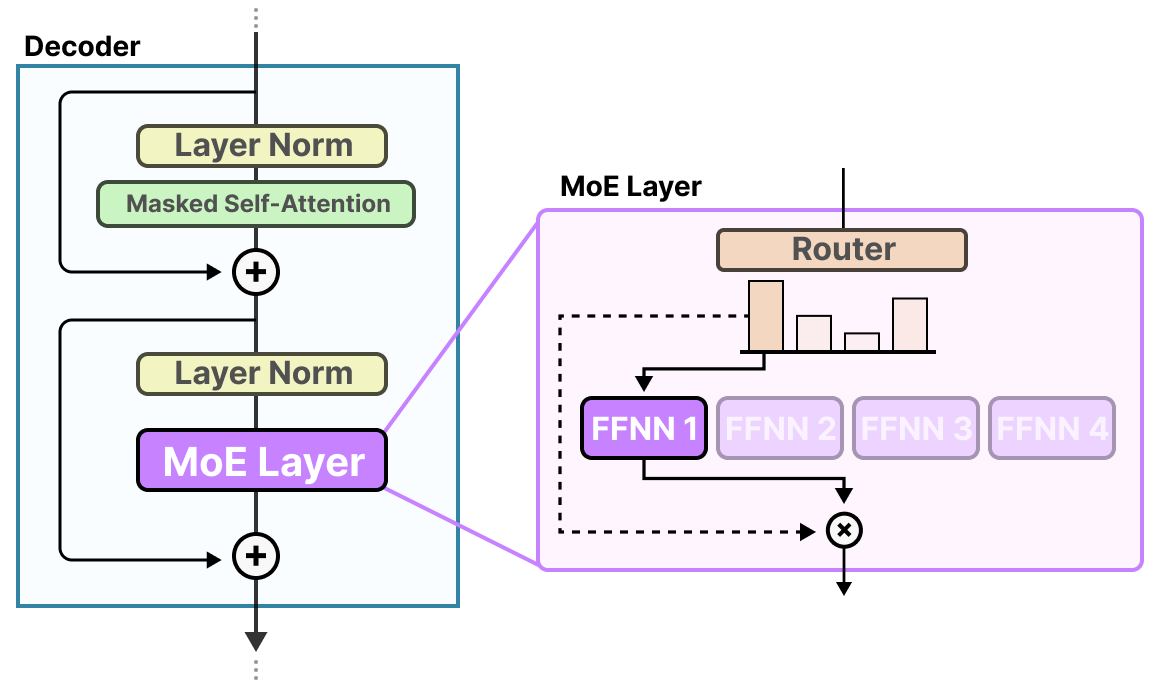 Decoder
Layer Norm
Masked Self-Attention
Layer Norm
MoE Layer
MoE Layer
Router
FFNN 1
FFNN 2
FFNN 3
FFNN 4